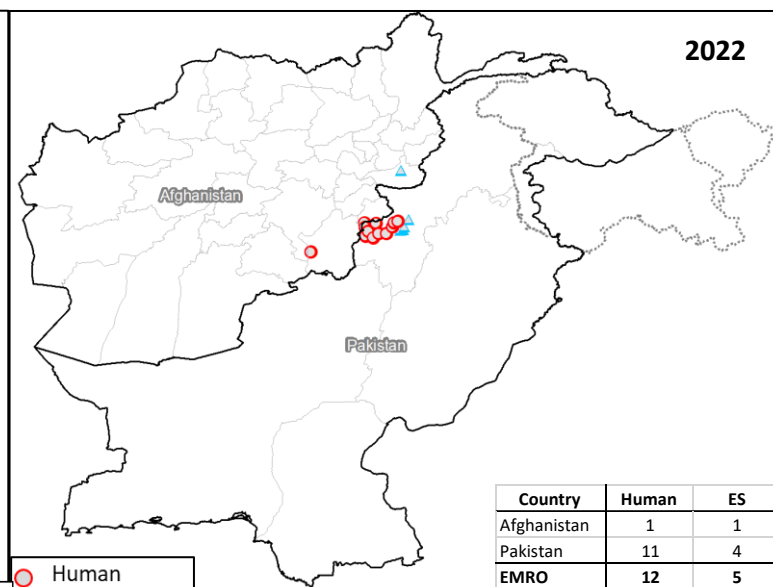 2022
Afghanistan
Pakistan
Country Human ES
Afghanistan 1 1
Pakistan 11 4
EMRO 12 5
Human